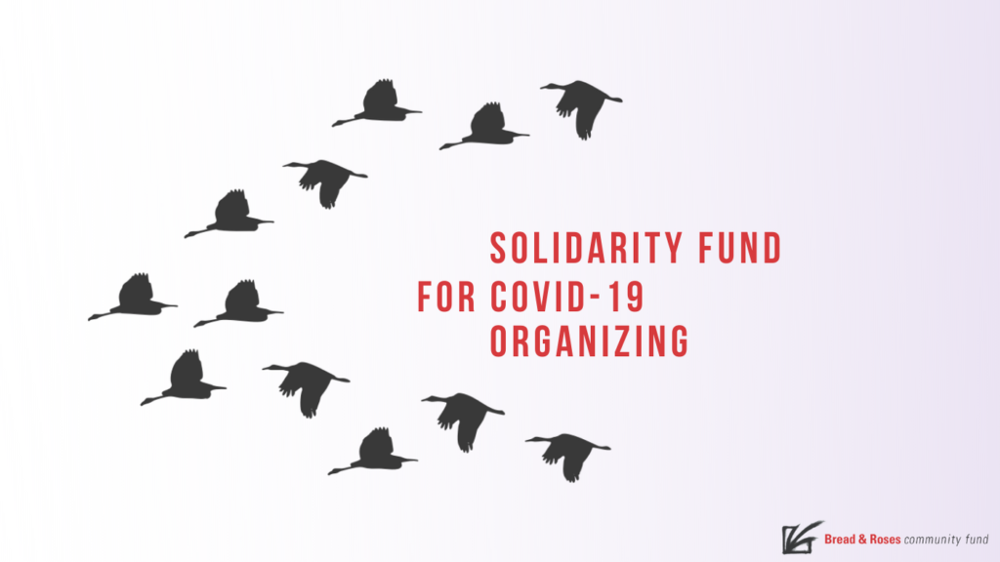 SOLIDARITY FUND
FOR COVID-19
ORGANIZING
Bread & Roses community fund